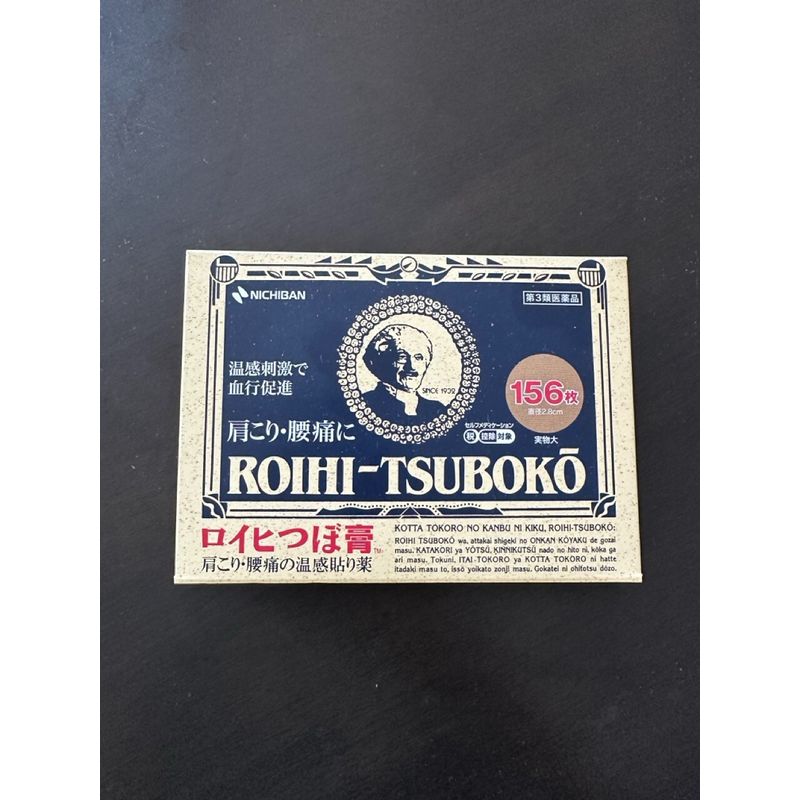 NICHIBAN
第3類医薬品
温感刺激で
血行促進
SINCE 1932
156枚
直径2.8cm
実物大
肩こり・腰痛に
セルフメディケーション
税 控除 対象
ROIHI-TSUBOKŌ
ロイヒつぼ膏™
肩こり・腰痛の温感貼り薬
KOTTA TOKORO NO KANBU NI KIKU, ROIHI-TSUBOKŌ:
ROIHI TSUBOKŌ wa, attakai shigeki no ONKAN KŌYAKU de gozai
masu. KATAKORI ya YŌTSŪ, KINNIKUTSŪ nado no hito ni, kōka ga
ari masu. Tokuni, ITAI TOKORO ya KOTTA TOKORO ni hatte
itadaki masu to, issō yoikato zonji masu. Gokatei ni ohitotsu dōzo.